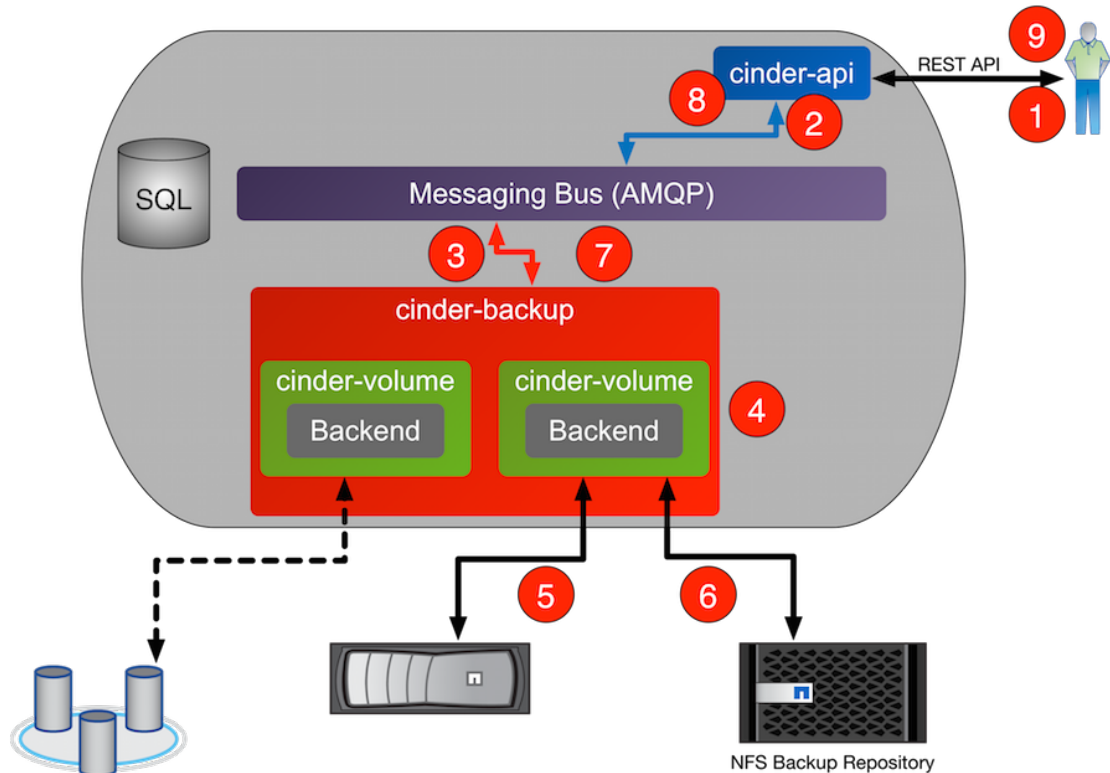 9
cinder-api
REST API
8
2
1
SQL
Messaging Bus (AMQP)
3
7
cinder-backup
cinder-volume
cinder-volume
4
Backend
Backend
5
6
NFS Backup Repository